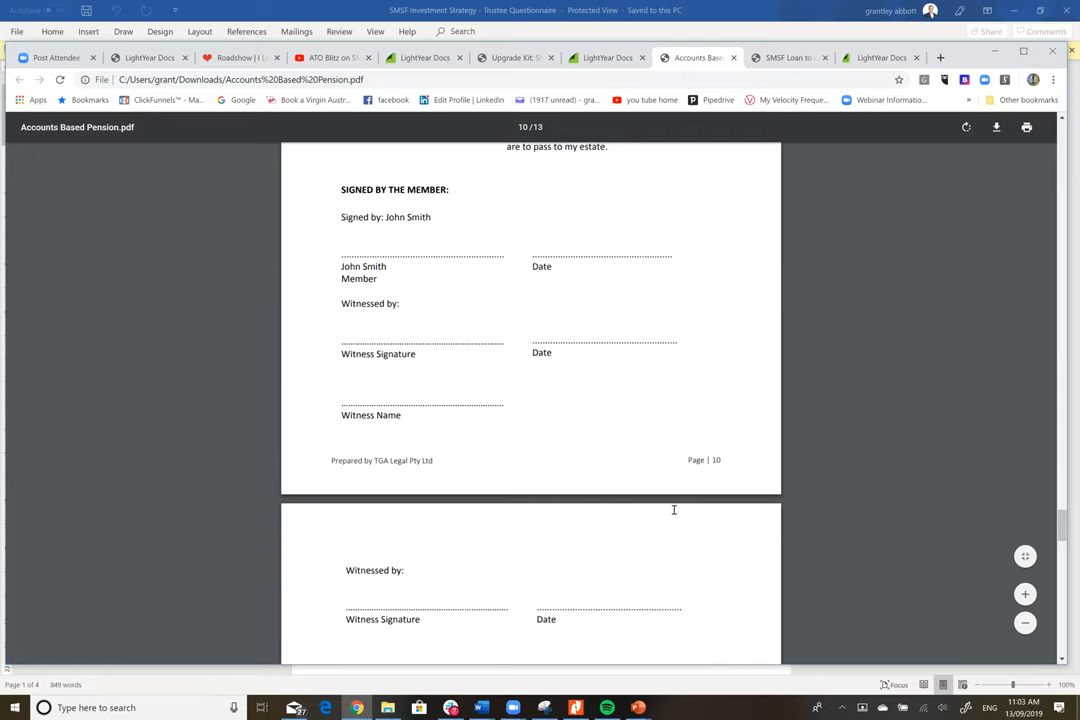 AutoSave
SMSF Investment Strategy - Trustee Questionnaire - Protected View - Saved to this PC
grantley abbott
File Home Insert Draw Design Layout References Mailings Review View Help Search
Share Comments
Post Attendee
LightYear Docs
Roadshow | I L
ATO Blitz on S
LightYear Docs
Upgrade Kit: S
LightYear Docs
Accounts Base
SMSF Loan to
LightYear Docs
File C:/Users/grant/Downloads/Accounts%20Based%20Pension.pdf
Apps Bookmarks ClickFunnels™ - Ma... Google Book a Virgin Austr... facebook Edit Profile | LinkedIn (1917 unread) - gra... you tube home Pipedrive My Velocity Freque... Webinar Informatio... » Other bookmarks
Accounts Based Pension.pdf
10 / 13
are to pass to my estate.
SIGNED BY THE MEMBER:
Signed by: John Smith
John Smith Date
Member
Witnessed by:
Witness Signature Date
Witness Name
Prepared by TGA Legal Pty Ltd Page | 10
Witnessed by:
Witness Signature Date
Page 1 of 4 849 words
Focus
100%
Type here to search
27
7
ENG
11:03 AM
13/09/2019